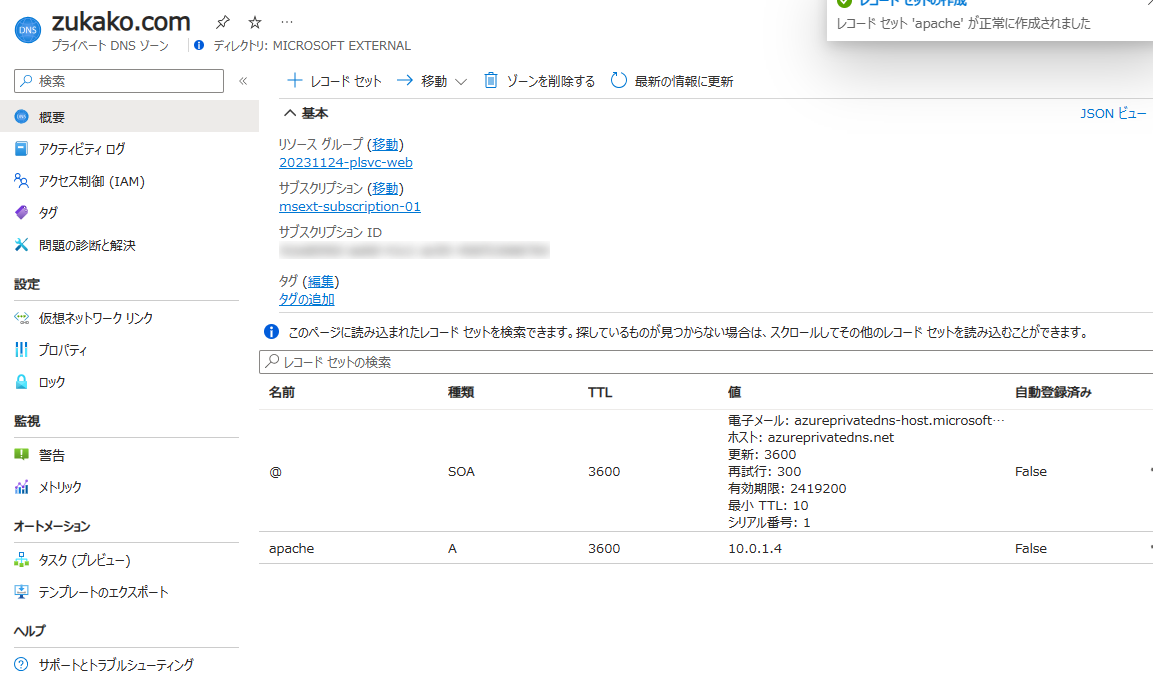 DNS
zukako.com
プライベート DNS ゾーン
ディレクトリ: MICROSOFT EXTERNAL
レコード セットの作成
レコード セット 'apache' が正常に作成されました
検索
概要
アクティビティ ログ
アクセス制御 (IAM)
タグ
問題の診断と解決
設定
仮想ネットワーク リンク
プロパティ
ロック
監視
警告
メトリック
オートメーション
タスク (プレビュー)
テンプレートのエクスポート
ヘルプ
サポートとトラブルシューティング
レコード セット
移動
ゾーンを削除する
最新の情報に更新
基本
JSON ビュー
リソース グループ (移動)
20231124-plsvc-web
サブスクリプション (移動)
msext-subscription-01
サブスクリプション ID
タグ (編集)
タグの追加
このページに読み込まれたレコード セットを検索できます。探しているものが見つからない場合は、スクロールしてその他のレコード セットを読み込むことができます。
レコード セットの検索
名前 種類 TTL 値 自動登録済み
電子メール: azureprivatedns-host.microsoft…
ホスト: azureprivatedns.net
更新: 3600
@ SOA 3600 再試行: 300 False
有効期限: 2419200
最小 TTL: 10
シリアル番号: 1
apache A 3600 10.0.1.4 False